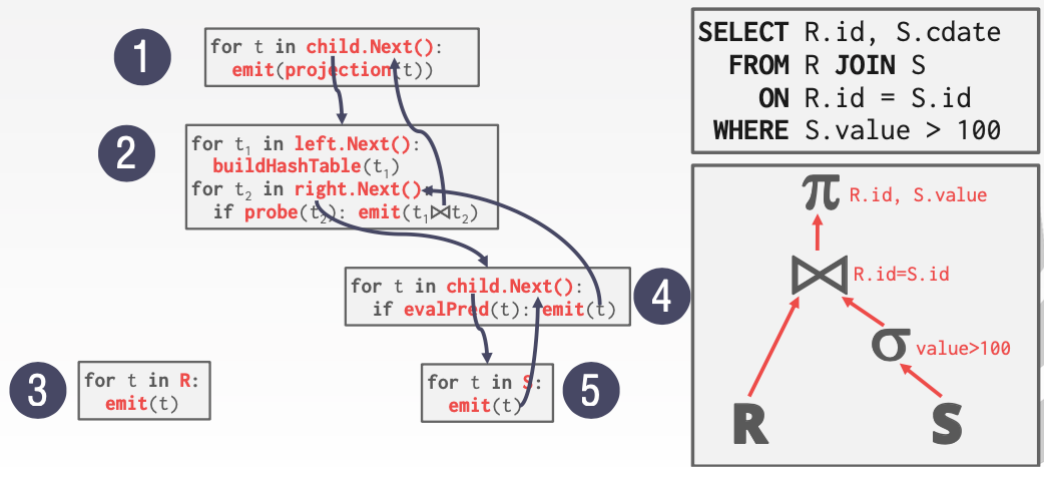 1
for t in child.Next():
emit(projection(t))
2
for t₁ in left.Next():
buildHashTable(t₁)
for t₂ in right.Next()
if probe(t₂): emit(t₁⋈t₂)
for t in child.Next():
if evalPred(t): emit(t)
4
3
for t in R:
emit(t)
for t in S:
emit(t)
5
SELECT R.id, S.cdate
FROM R JOIN S
ON R.id = S.id
WHERE S.value > 100
π R.id, S.value
⋈ R.id=S.id
σ value>100
R S